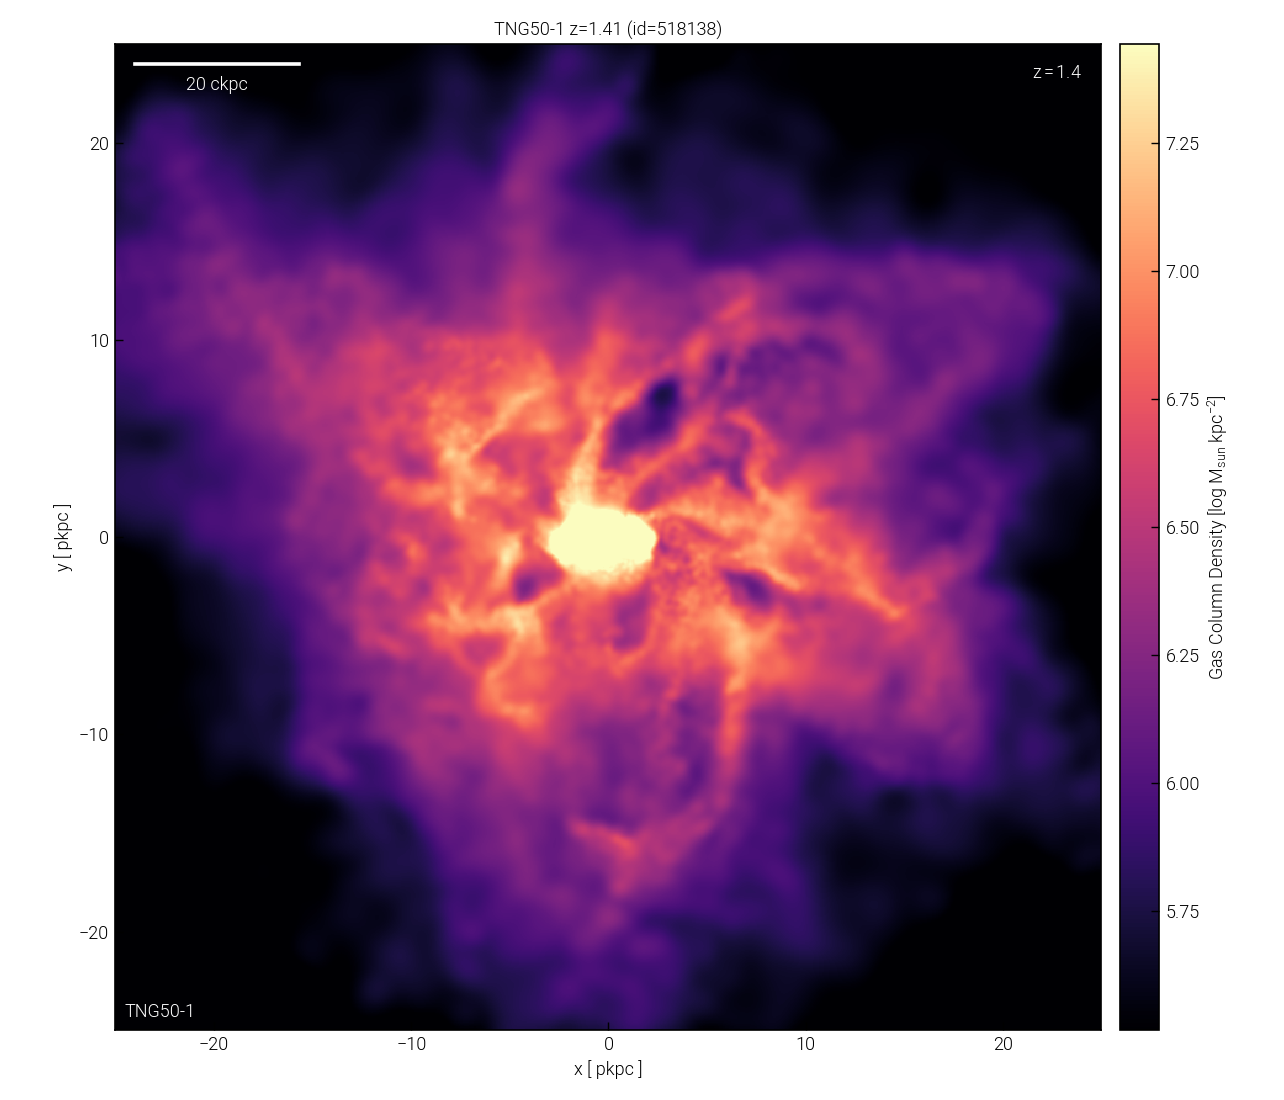 TNG50-1 z=1.41 (id=518138)
20 ckpc
z = 1.4
TNG50-1
y [ pkpc ]
20
10
0
−10
−20
−20
−10
0
10
20
x [ pkpc ]
7.25
7.00
6.75
6.50
6.25
6.00
5.75
Gas Column Density [log M_sun kpc⁻²]